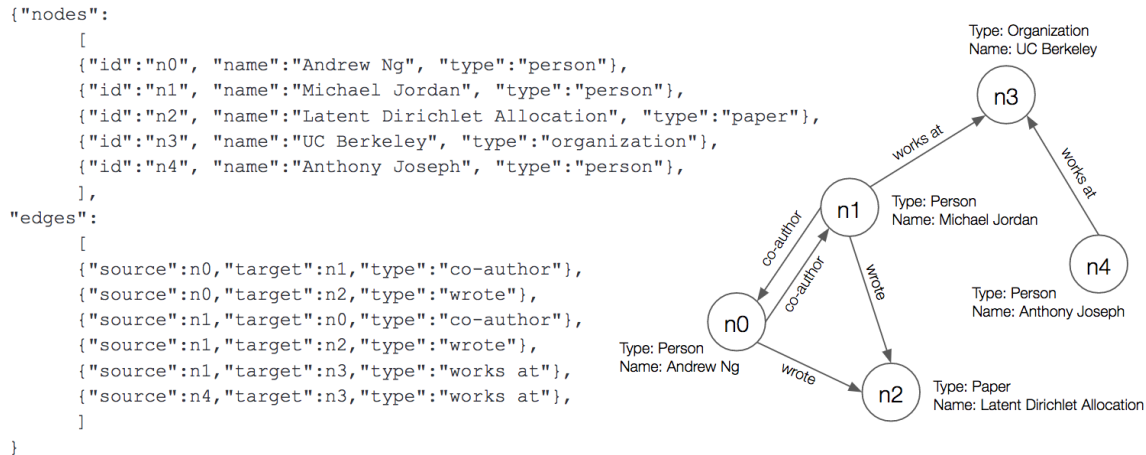 {"nodes":
[
{"id":"n0", "name":"Andrew Ng", "type":"person"},
{"id":"n1", "name":"Michael Jordan", "type":"person"},
{"id":"n2", "name":"Latent Dirichlet Allocation", "type":"paper"},
{"id":"n3", "name":"UC Berkeley", "type":"organization"},
{"id":"n4", "name":"Anthony Joseph", "type":"person"},
],
"edges":
[
{"source":n0,"target":n1,"type":"co-author"},
{"source":n0,"target":n2,"type":"wrote"},
{"source":n1,"target":n0,"type":"co-author"},
{"source":n1,"target":n2,"type":"wrote"},
{"source":n1,"target":n3,"type":"works at"},
{"source":n4,"target":n3,"type":"works at"},
]
}
Type: Organization
Name: UC Berkeley
n3
works at
works at
n1
Type: Person
Name: Michael Jordan
co-author
co-author
wrote
n4
Type: Person
Name: Anthony Joseph
n0
Type: Person
Name: Andrew Ng
wrote
n2
Type: Paper
Name: Latent Dirichlet Allocation